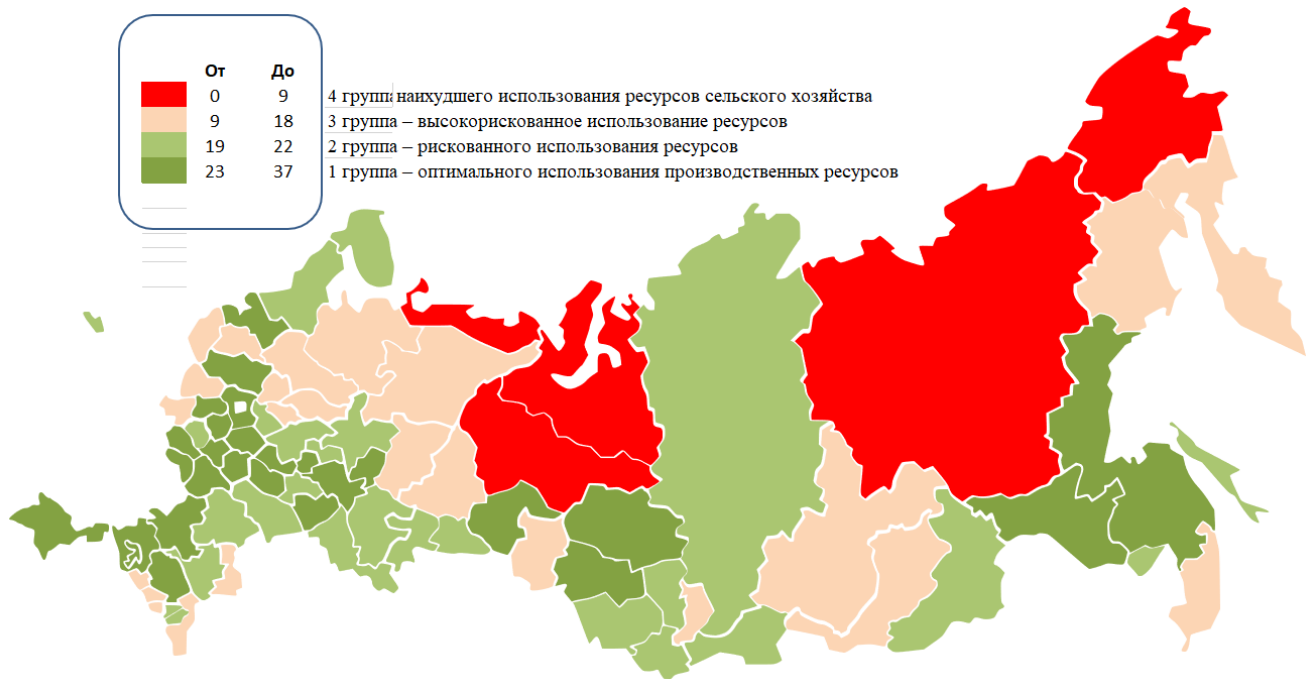 От До
0 9 4 группа наихудшего использования ресурсов сельского хозяйства
9 18 3 группа – высокорискованное использование ресурсов
19 22 2 группа – рискованного использования ресурсов
23 37 1 группа – оптимального использования производственных ресурсов